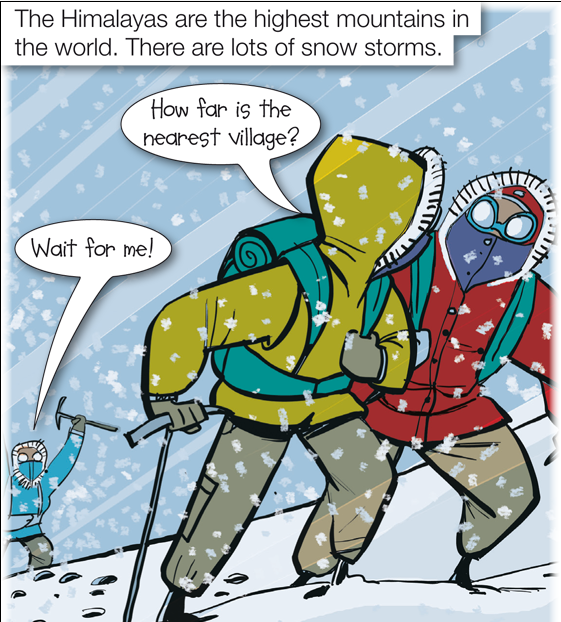 The Himalayas are the highest mountains in
the world. There are lots of snow storms.
How far is the
nearest village?
Wait for me!